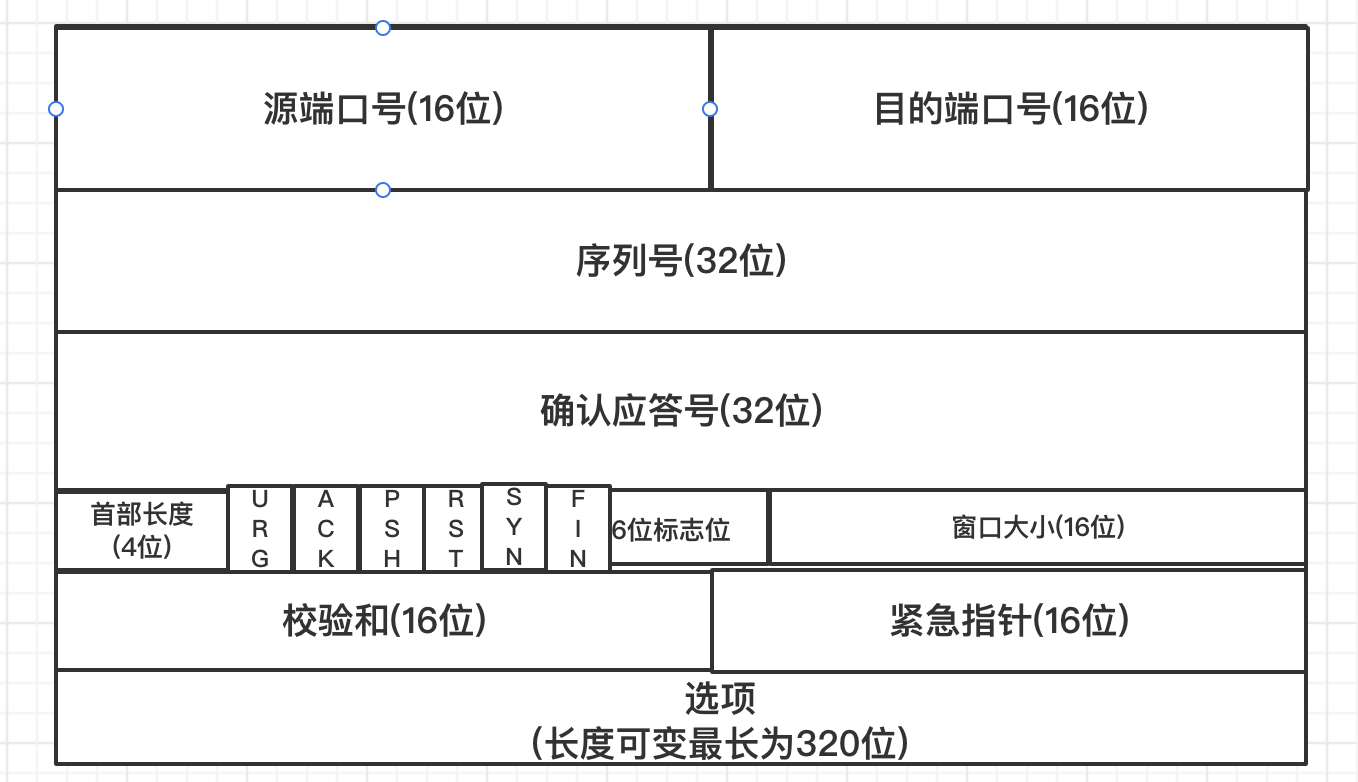 源端口号(16位)
目的端口号(16位)
序列号(32位)
确认应答号(32位)
首部长度
(4位)
URG
ACK
PSH
RST
SYN
FIN
6位标志位
窗口大小(16位)
校验和(16位)
紧急指针(16位)
选项
(长度可变最长为320位)